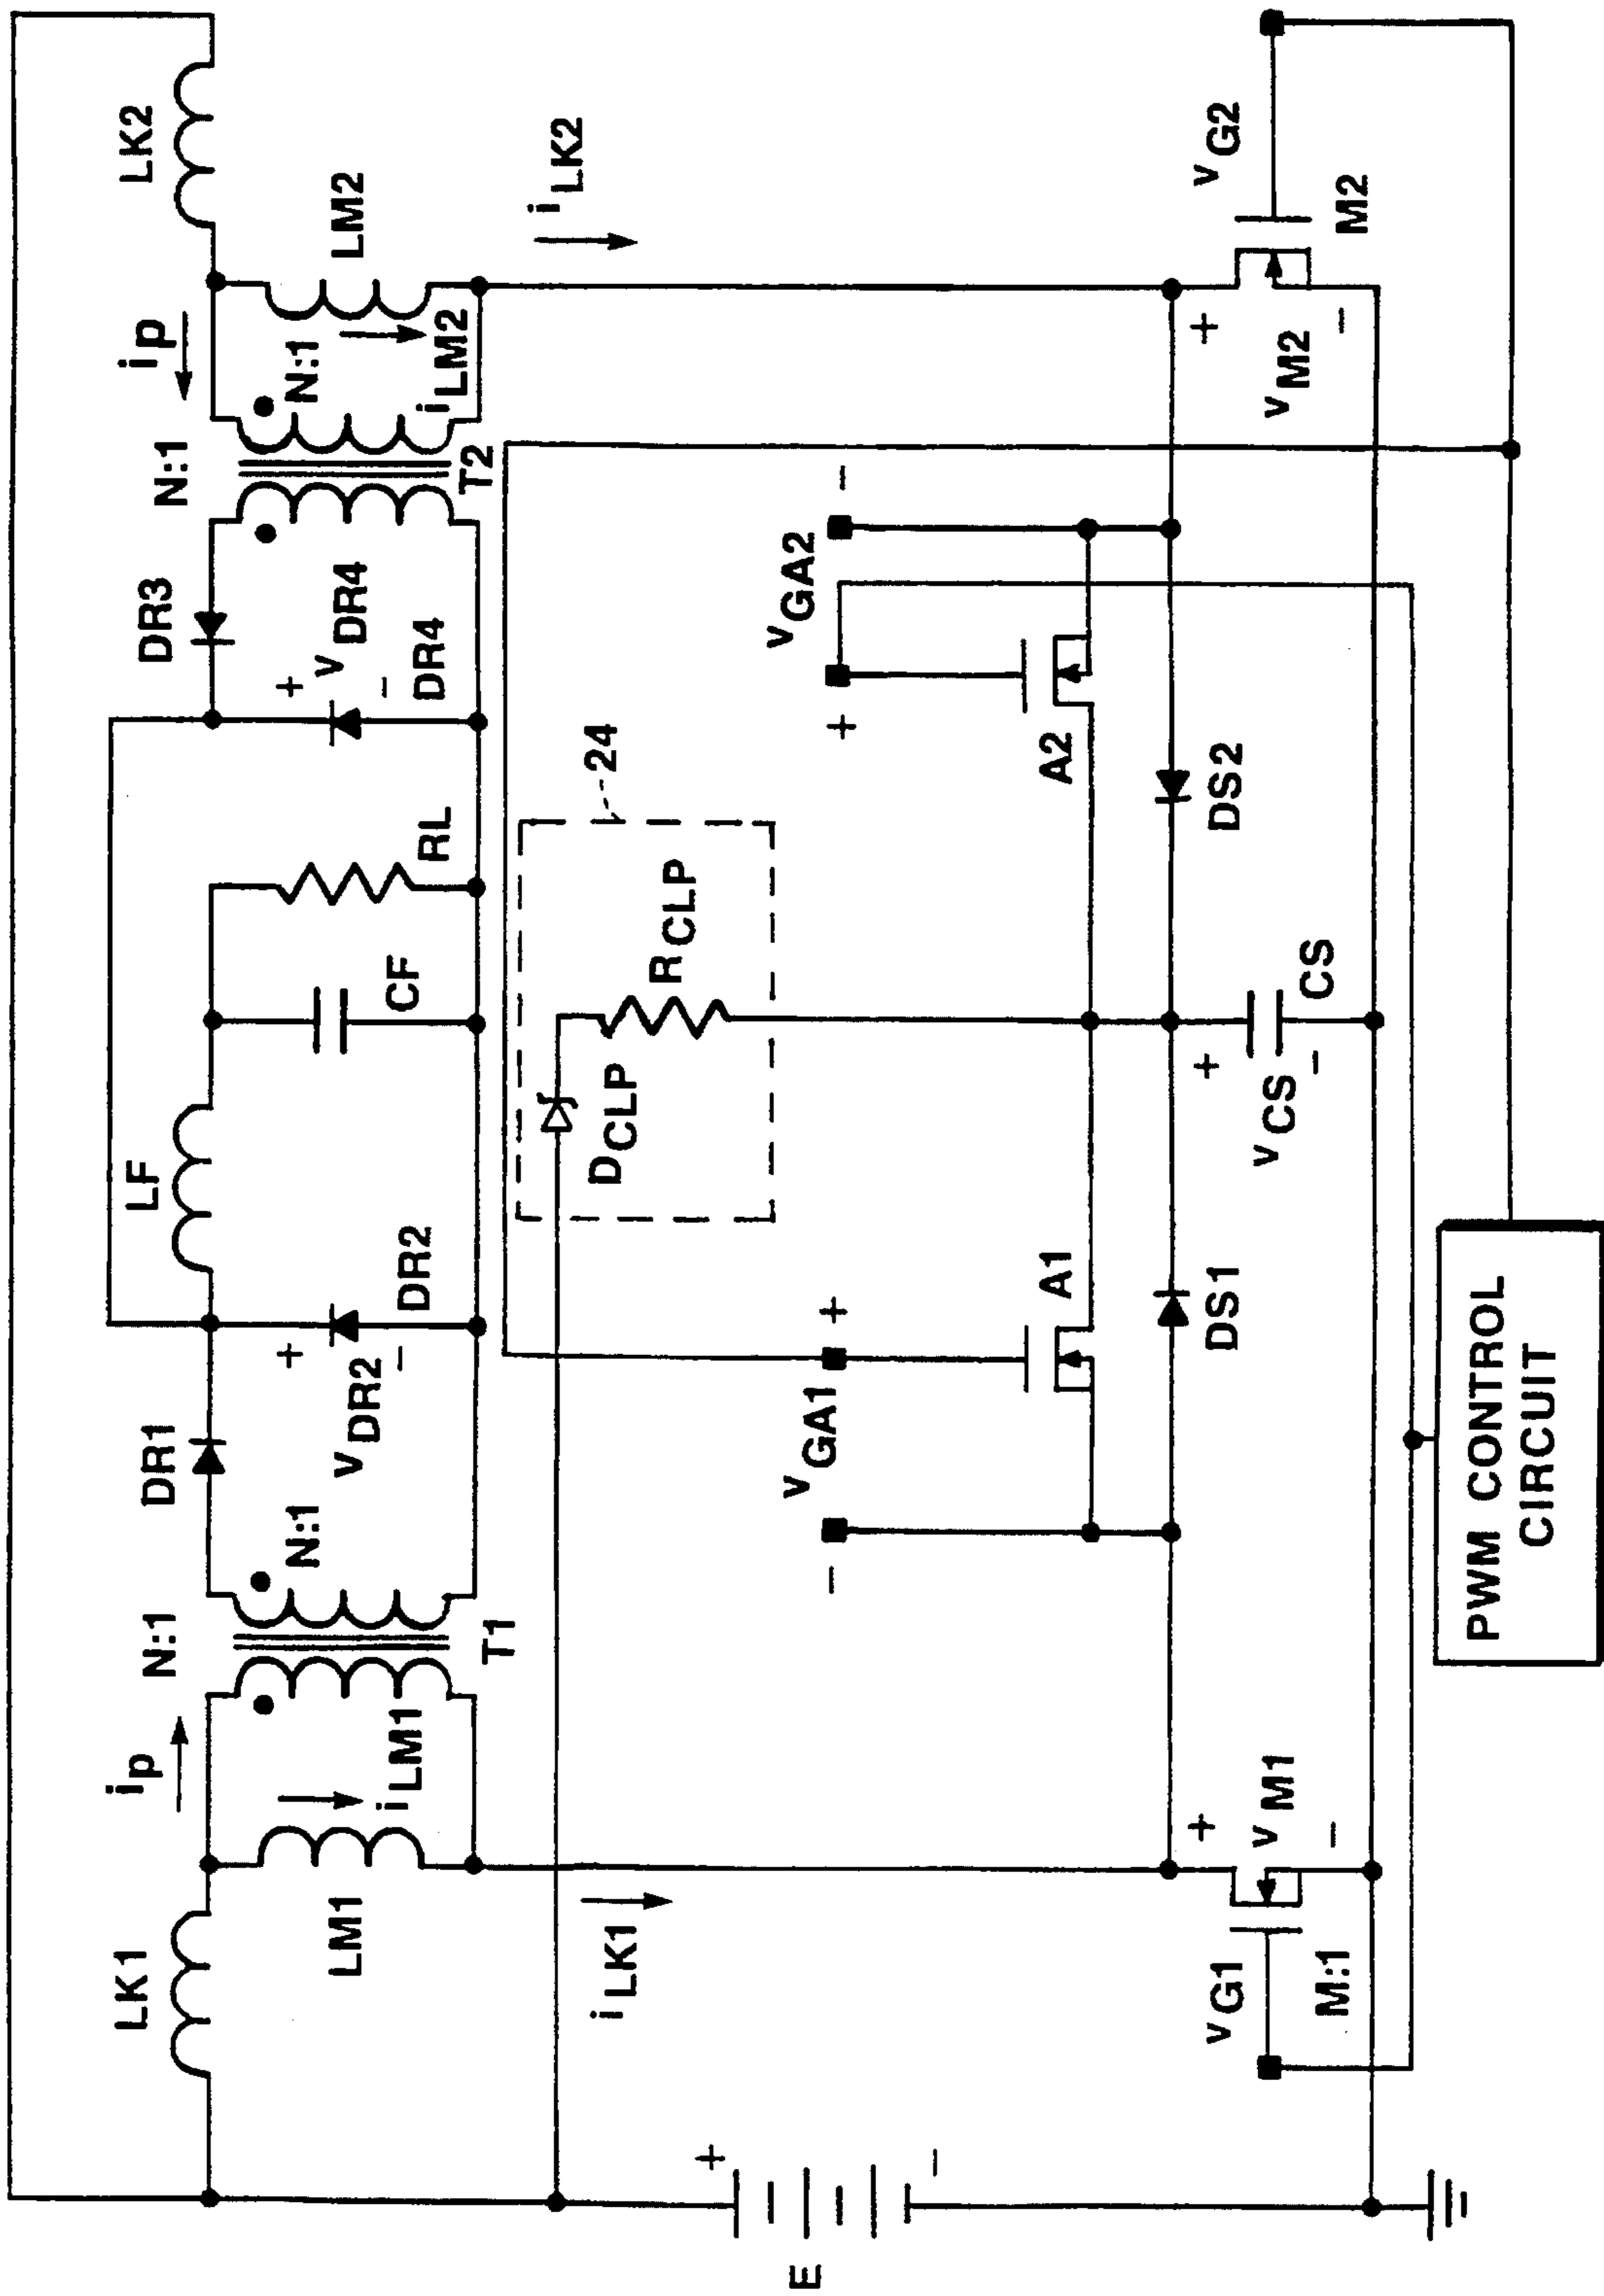 LK1
LM1
i LM1
ip
N:1
N:1
T1
DR1
VDR2
DR2
LF
CF
RL
DR3
VDR4
DR4
N:1
N:1
T2
ip
iLM2
LM2
LK2
iLK1
iLK2
24
DCLP
RCLP
VGA1
A1
VGA2
A2
DS1
DS2
VCS
CS
E
VG1
M:1
VM1
VM2
M2
VG2
PWM CONTROL
CIRCUIT